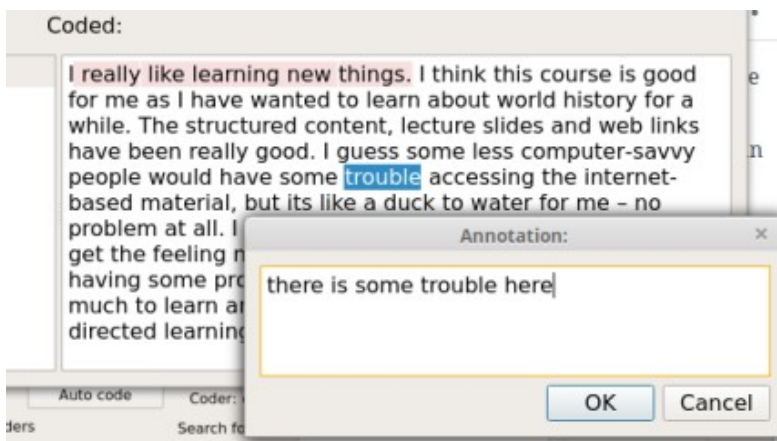 Coded:
I really like learning new things. I think this course is good
for me as I have wanted to learn about world history for a
while. The structured content, lecture slides and web links
have been really good. I guess some less computer-savvy
people would have some trouble accessing the internet-
based material, but its like a duck to water for me – no
problem at all. I
get the feeling
having some
much to learn
directed learning
Annotation:
there is some trouble here
OK
Cancel
Auto code
Coder:
Search